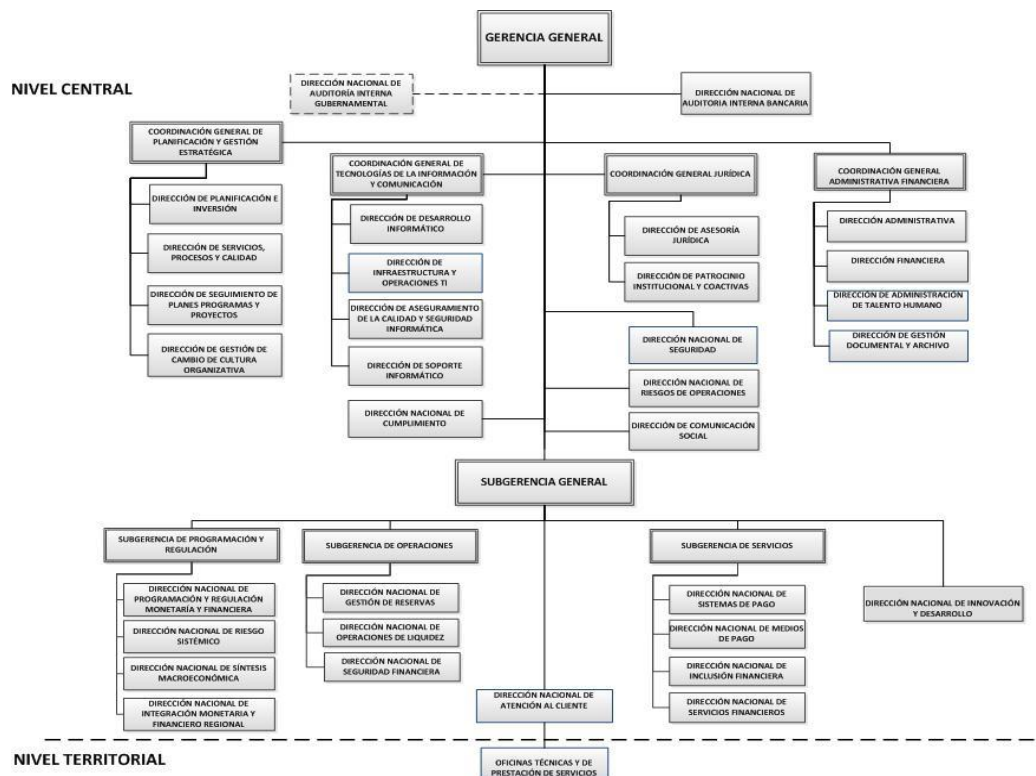 GERENCIA GENERAL
NIVEL CENTRAL
DIRECCIÓN NACIONAL DE
AUDITORÍA INTERNA
GUBERNAMENTAL
DIRECCIÓN NACIONAL DE
AUDITORIA INTERNA BANCARIA
COORDINACIÓN GENERAL DE
PLANIFICACIÓN Y GESTIÓN
ESTRATÉGICA
DIRECCIÓN DE PLANIFICACIÓN E
INVERSIÓN
DIRECCIÓN DE SERVICIOS,
PROCESOS Y CALIDAD
DIRECCIÓN DE SEGUIMIENTO DE
PLANES PROGRAMAS Y
PROYECTOS
DIRECCIÓN DE GESTIÓN DE
CAMBIO DE CULTURA
ORGANIZATIVA
COORDINACIÓN GENERAL DE
TECNOLOGÍAS DE LA INFORMACIÓN
Y COMUNICACIÓN
DIRECCIÓN DE DESARROLLO
INFORMÁTICO
DIRECCIÓN DE
INFRAESTRUCTURA Y
OPERACIONES TI
DIRECCIÓN DE ASEGURAMIENTO
DE LA CALIDAD Y SEGURIDAD
INFORMÁTICA
DIRECCIÓN DE SOPORTE
INFORMÁTICO
COORDINACIÓN GENERAL JURÍDICA
DIRECCIÓN DE ASESORÍA
JURÍDICA
DIRECCIÓN DE PATROCINIO
INSTITUCIONAL Y COACTIVAS
COORDINACIÓN GENERAL
ADMINISTRATIVA FINANCIERA
DIRECCIÓN ADMINISTRATIVA
DIRECCIÓN FINANCIERA
DIRECCIÓN DE ADMINISTRACIÓN
DE TALENTO HUMANO
DIRECCIÓN DE GESTIÓN
DOCUMENTAL Y ARCHIVO
DIRECCIÓN NACIONAL DE
SEGURIDAD
DIRECCIÓN NACIONAL DE
RIESGOS DE OPERACIONES
DIRECCIÓN NACIONAL DE
CUMPLIMIENTO
DIRECCIÓN DE COMUNICACIÓN
SOCIAL
SUBGERENCIA GENERAL
SUBGERENCIA DE PROGRAMACIÓN Y
REGULACIÓN
DIRECCIÓN NACIONAL DE
PROGRAMACIÓN Y REGULACIÓN
MONETARÍA Y FINANCIERA
DIRECCIÓN NACIONAL DE RIESGO
SISTÉMICO
DIRECCIÓN NACIONAL DE SÍNTESIS
MACROECONÓMICA
DIRECCIÓN NACIONAL DE
INTEGRACIÓN MONETARIA Y
FINANCIERO REGIONAL
SUBGERENCIA DE OPERACIONES
DIRECCIÓN NACIONAL DE
GESTIÓN DE RESERVAS
DIRECCIÓN NACIONAL DE
OPERACIONES DE LIQUIDEZ
DIRECCIÓN NACIONAL DE
SEGURIDAD FINANCIERA
SUBGERENCIA DE SERVICIOS
DIRECCIÓN NACIONAL DE
SISTEMAS DE PAGO
DIRECCIÓN NACIONAL DE MEDIOS
DE PAGO
DIRECCIÓN NACIONAL DE
INCLUSIÓN FINANCIERA
DIRECCIÓN NACIONAL DE
SERVICIOS FINANCIEROS
DIRECCIÓN NACIONAL DE INNOVACIÓN
Y DESARROLLO
DIRECCIÓN NACIONAL DE
ATENCIÓN AL CLIENTE
NIVEL TERRITORIAL
OFICINAS TÉCNICAS Y DE
PRESTACIÓN DE SERVICIOS